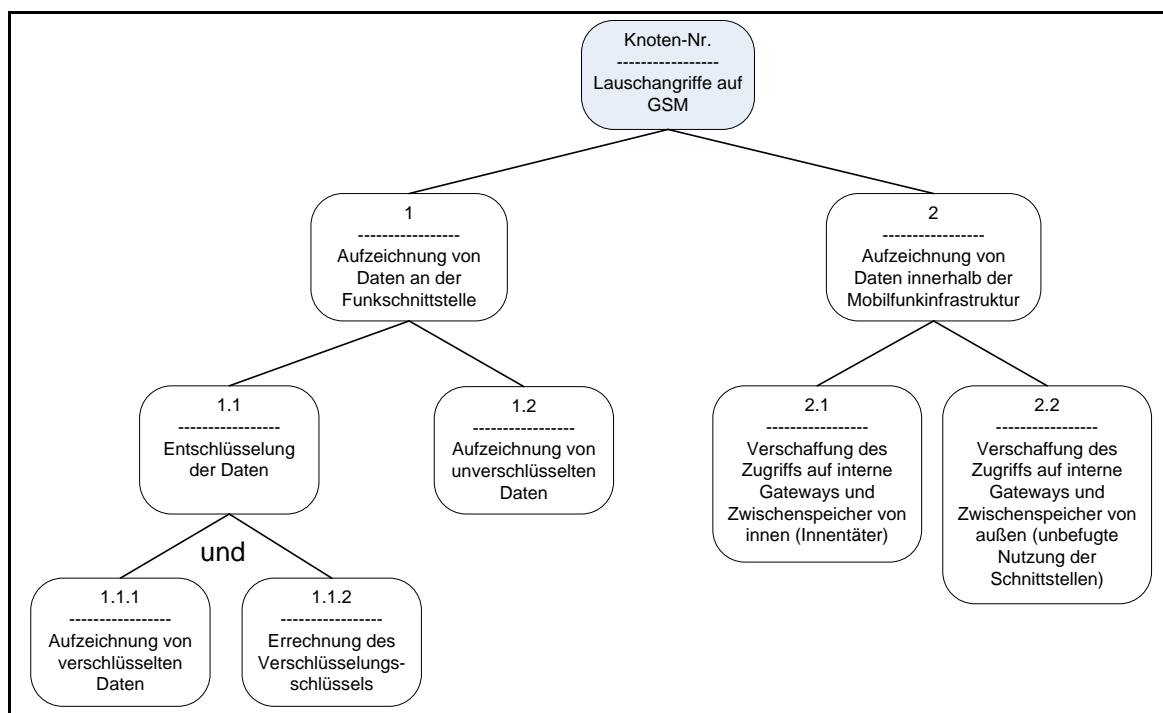 Knoten-Nr.
-----------------
Lauschangriffe auf
GSM
1
-----------------
Aufzeichnung von
Daten an der
Funkschnittstelle
2
-----------------
Aufzeichnung von
Daten innerhalb der
Mobilfunkinfrastruktur
1.1
-----------------
Entschlüsselung
der Daten
1.2
-----------------
Aufzeichnung von
unverschlüsselten
Daten
2.1
-----------------
Verschaffung des
Zugriffs auf interne
Gateways und
Zwischenspeicher von
innen (Innentäter)
2.2
-----------------
Verschaffung des
Zugriffs auf interne
Gateways und
Zwischenspeicher von
außen (unbefugte
Nutzung der
Schnittstellen)
und
1.1.1
-----------------
Aufzeichnung von
verschlüsselten
Daten
1.1.2
-----------------
Errechnung des
Verschlüsselungs-
schlüssels